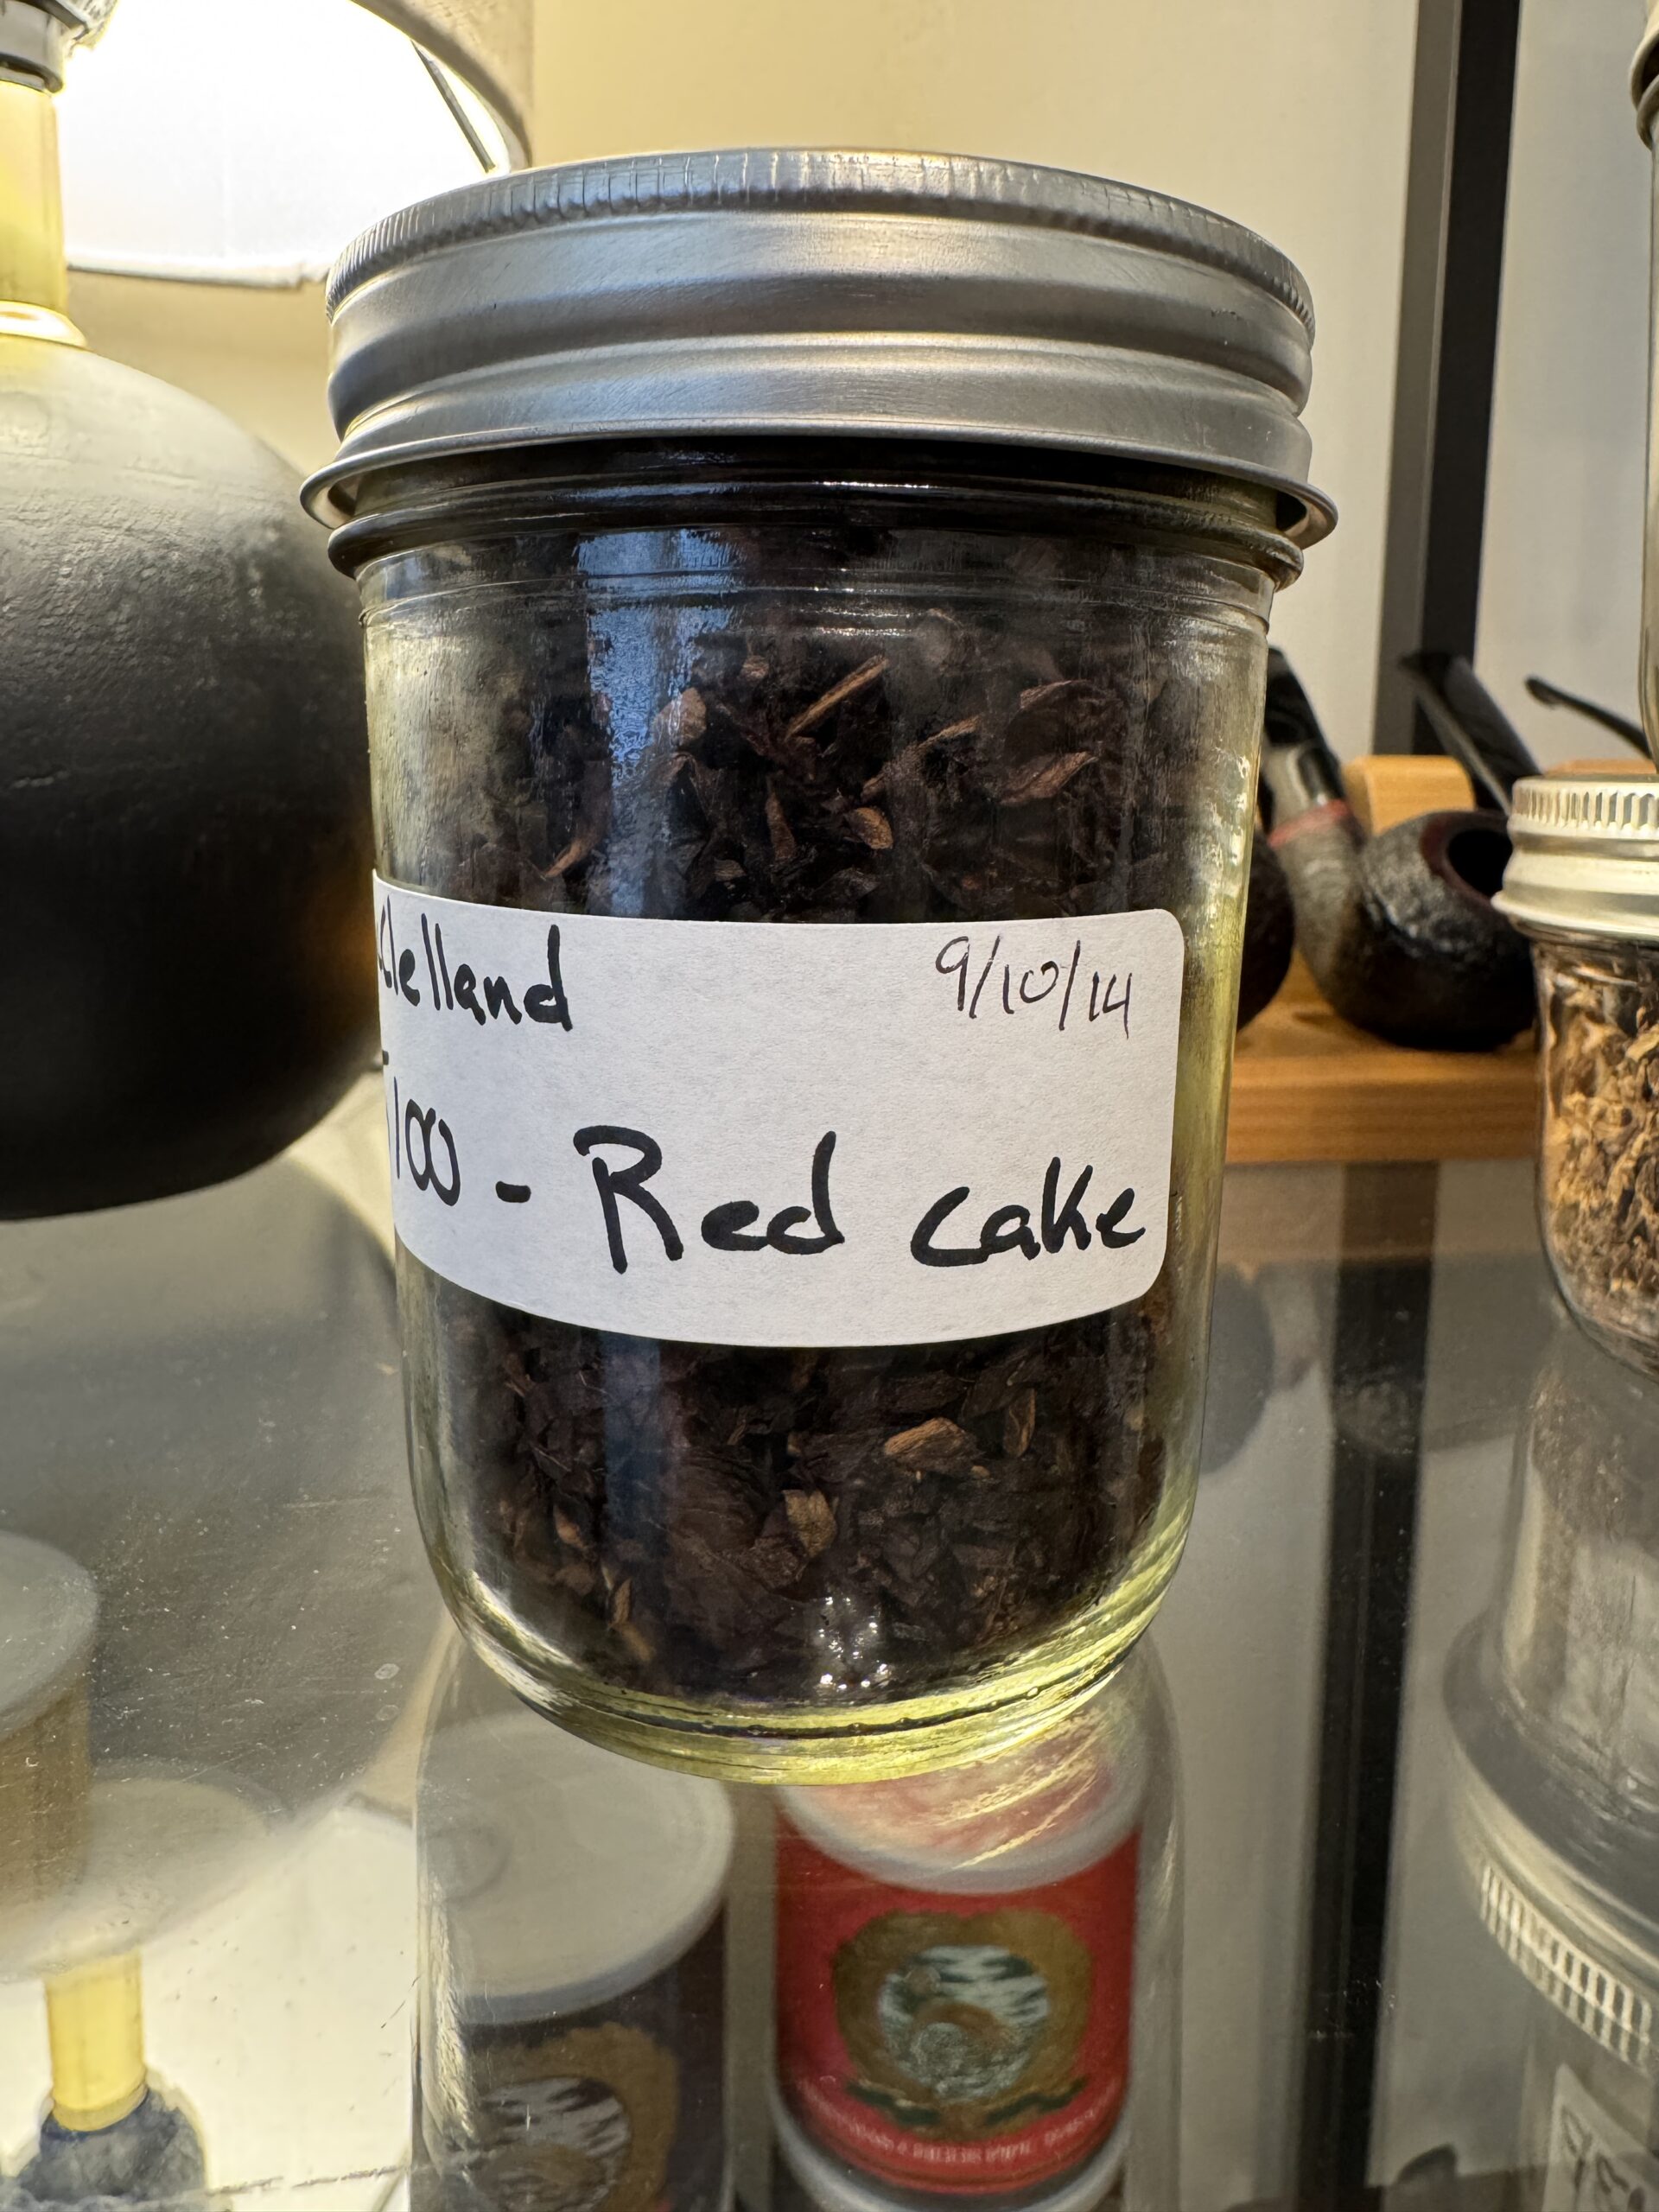 Clelland
9/10/14
100 - Red cake